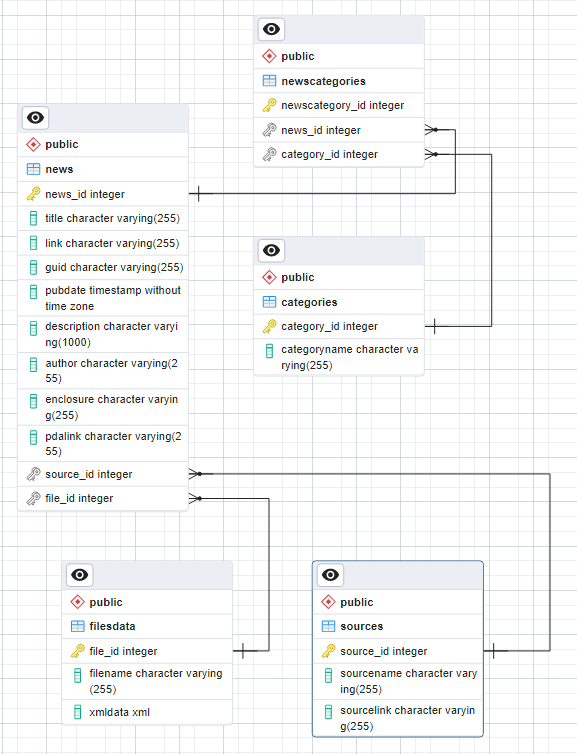 public
newscategories
newscategory_id integer
news_id integer
category_id integer
public
news
news_id integer
title character varying(255)
link character varying(255)
guid character varying(255)
pubdate timestamp without
time zone
description character varyi
ng(1000)
author character varying(2
55)
enclosure character varyin
g(255)
pdalink character varying(2
55)
source_id integer
file_id integer
public
categories
category_id integer
categoryname character va
rying(255)
public
filesdata
file_id integer
filename character varying
(255)
xmldata xml
public
sources
source_id integer
sourcename character vary
ing(255)
sourcelink character varyin
g(255)